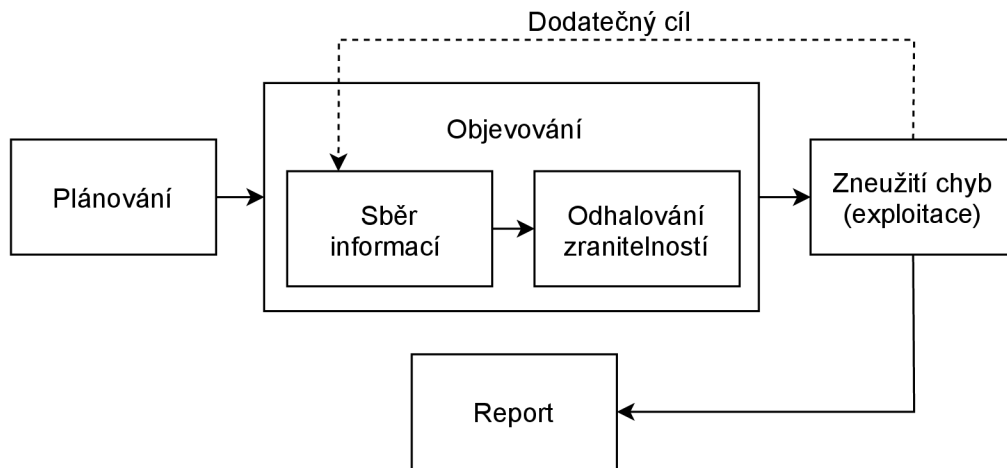 Dodatečný cíl
Objevování
Plánování
Sběr
informací
Odhalování
zranitelností
Zneužití chyb
(exploitace)
Report